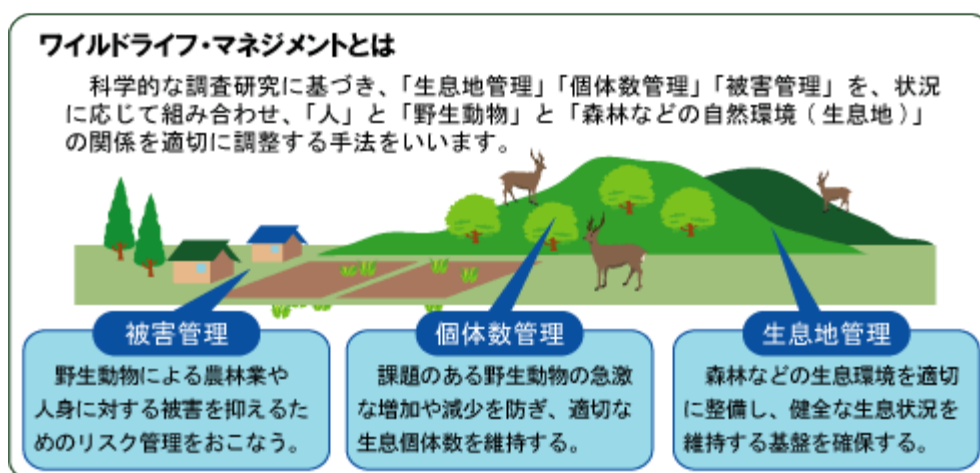 ワイルドライフ・マネジメントとは
科学的な調査研究に基づき、「生息地管理」「個体数管理」「被害管理」を、状況
に応じて組み合わせ、「人」と「野生動物」と「森林などの自然環境(生息地)」
の関係を適切に調整する手法をいいます。
被害管理
野生動物による農林業や
人身に対する被害を抑えるた
めのリスク管理をおこなう。
個体数管理
課題のある野生動物の急激
な増加や減少を防ぎ、適切な
生息個体数を維持する。
生息地管理
森林などの生息環境を適切
に整備し、健全な生息状況を
維持する基盤を確保する。